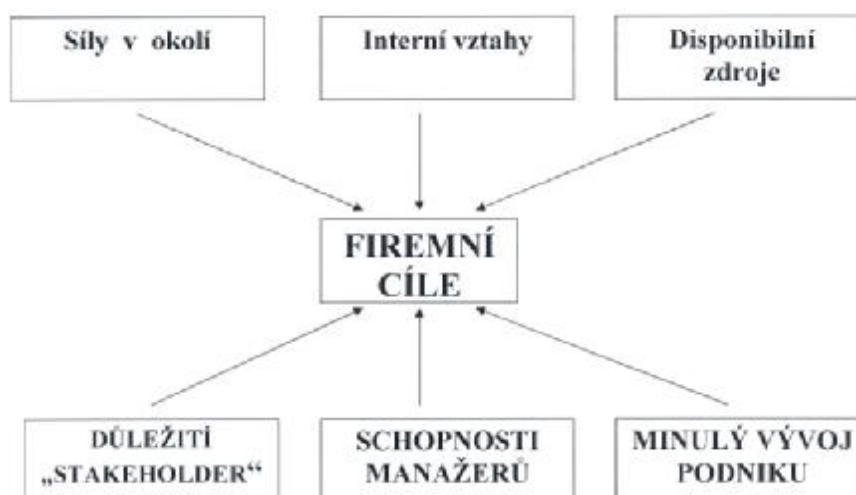 Síly v okolí
Interní vztahy
Disponibilní
zdroje
FIREMNÍ
CÍLE
DŮLEŽITÍ
„STAKEHOLDER“
SCHOPNOSTI
MANAŽERŮ
MINULÝ VÝVOJ
PODNIKU